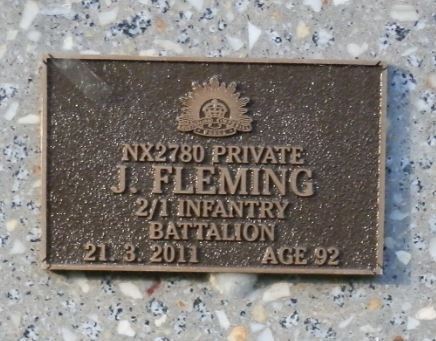 NX2780 PRIVATE
J. FLEMING
2/1 INFANTRY
BATTALION
21. 3. 2011 AGE 92